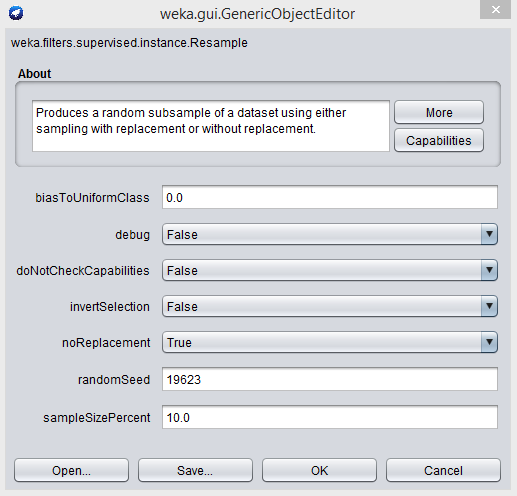 weka.gui.GenericObjectEditor
weka.filters.supervised.instance.Resample
About
Produces a random subsample of a dataset using either
sampling with replacement or without replacement.
More
Capabilities
biasToUniformClass 0.0
debug False
doNotCheckCapabilities False
invertSelection False
noReplacement True
randomSeed 19623
sampleSizePercent 10.0
Open... Save... OK Cancel